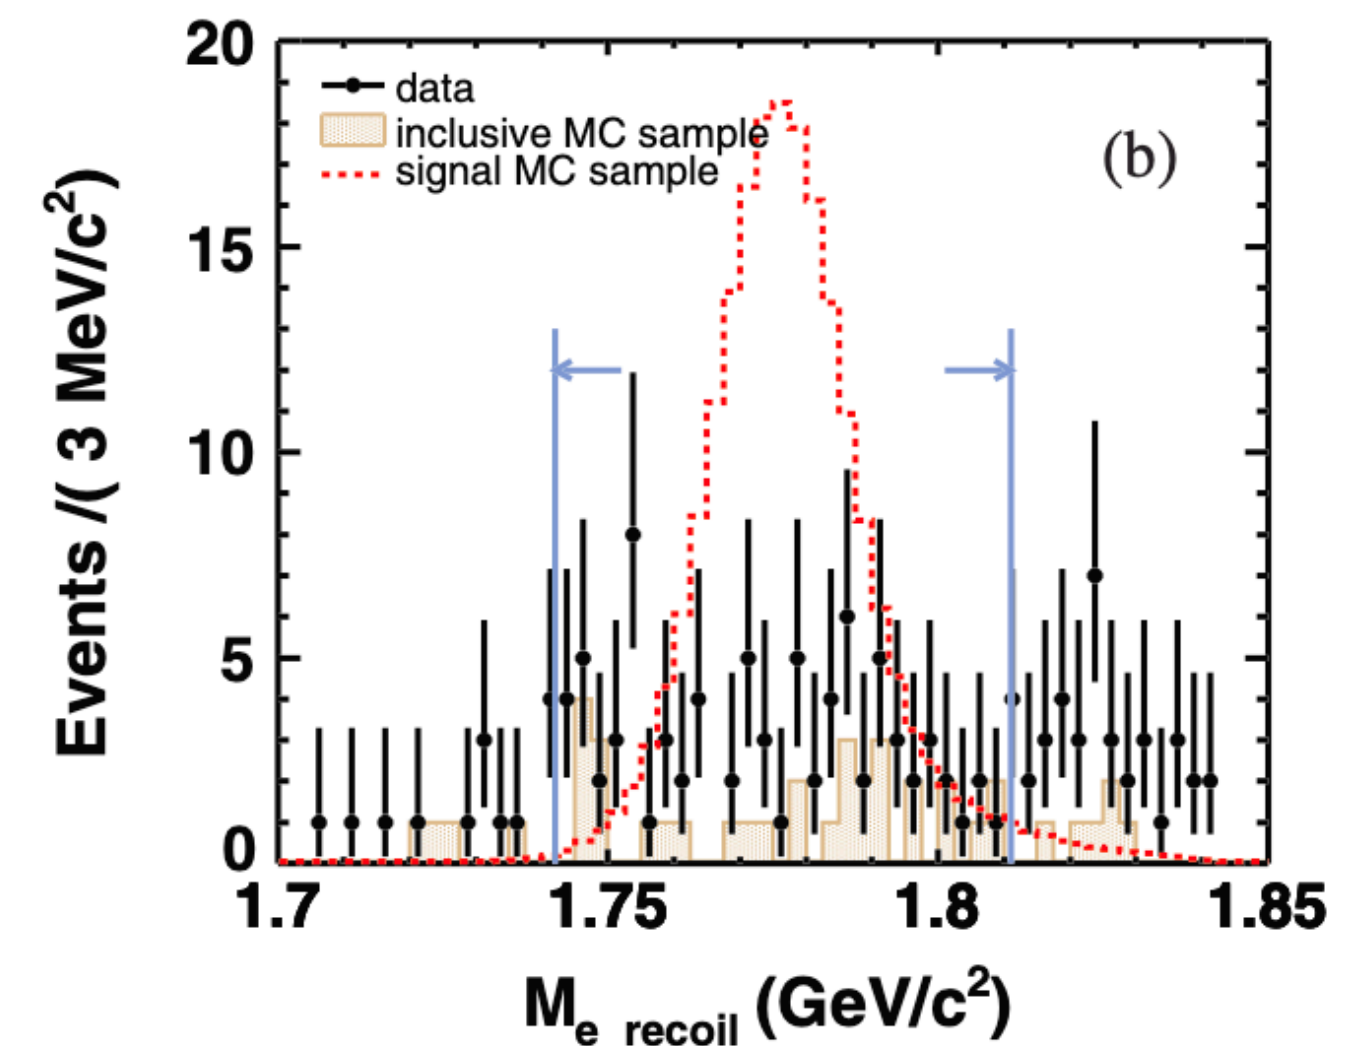 20
data
inclusive MC sample
signal MC sample
(b)
15
10
5
0
1.7 1.75 1.8 1.85
Events /( 3 MeV/c²)
Me recoil (GeV/c²)